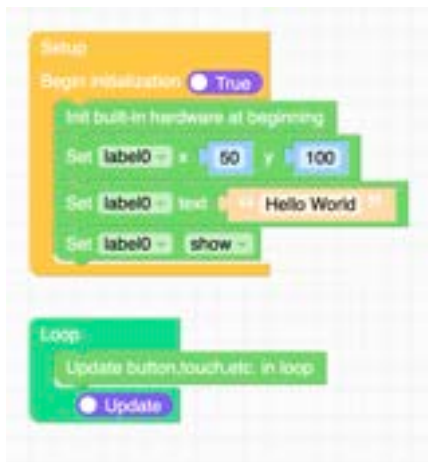 Setup
Begin initialization True
Init built-in hardware at beginning
Set label0 x 50 y 100
Set label0 text " Hello World "
Set label0 show
Loop
Update button,touch,etc. in loop
Update